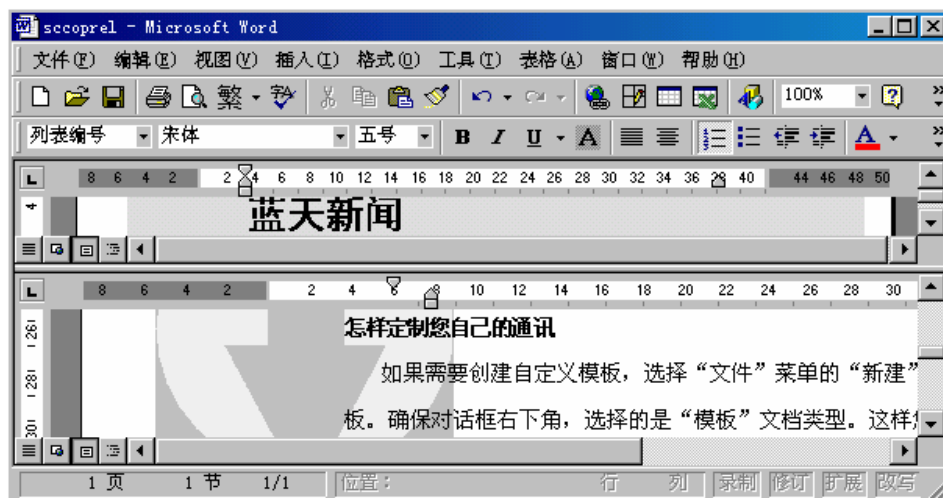 sccoprel - Microsoft Word
文件(F) 编辑(E) 视图(V) 插入(I) 格式(O) 工具(T) 表格(A) 窗口(W) 帮助(H)
繁 100%
列表编号 宋体 五号 B I U A A
8 6 4 2 2 4 6 8 10 12 14 16 18 20 22 24 26 28 30 32 34 36 38 40 44 46 48 50
4
蓝天新闻
8 6 4 2 2 4 6 8 10 12 14 16 18 20 22 24 26 28 30
26
怎样定制您自己的通讯
28
如果需要创建自定义模板，选择“文件”菜单的“新建”
30
板。确保对话框右下角，选择的是“模板”文档类型。这样
1 页 1 节 1/1 位置： 行 列 录制 修订 扩展 改写